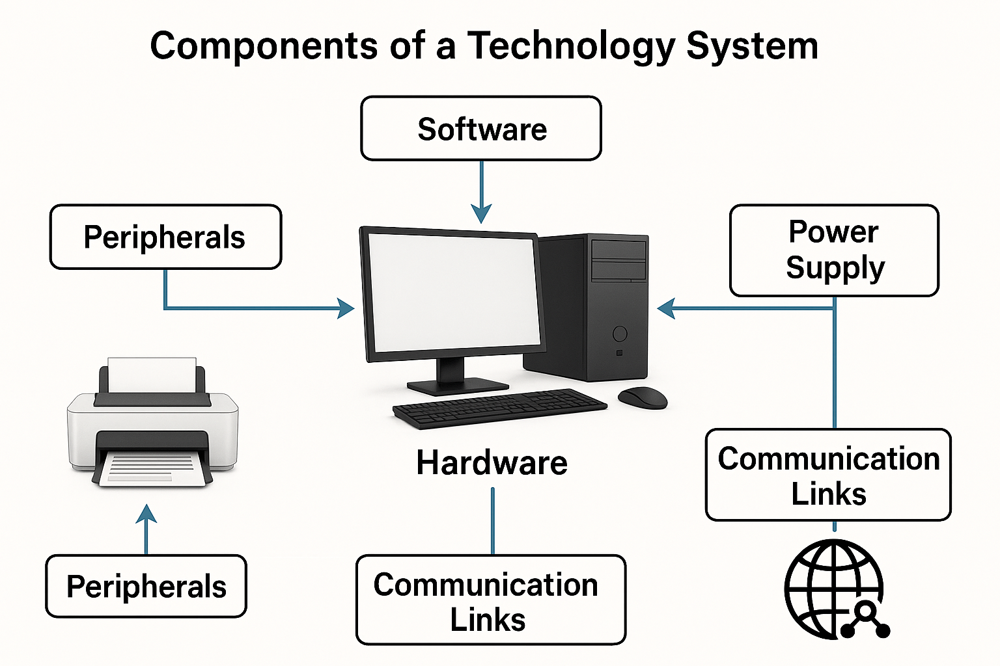 Components of a Technology System
Software
Peripherals
Power
Supply
Hardware
Communication
Links
Peripherals
Communication
Links